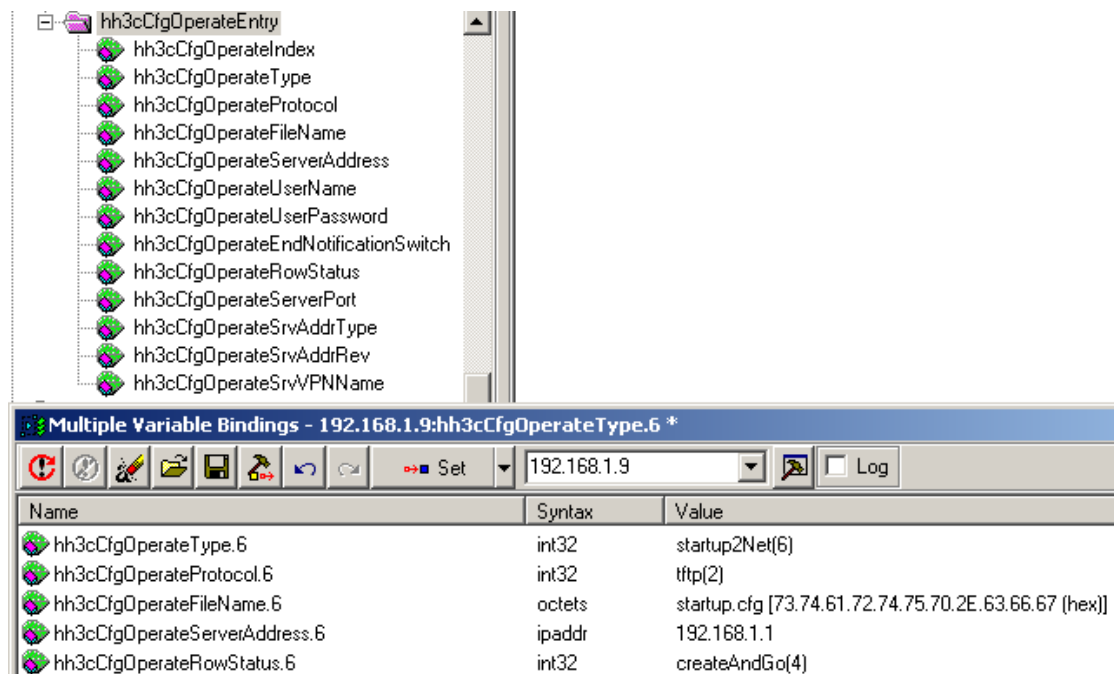 hh3cCfgOperateEntry
hh3cCfgOperateIndex
hh3cCfgOperateType
hh3cCfgOperateProtocol
hh3cCfgOperateFileName
hh3cCfgOperateServerAddress
hh3cCfgOperateUserName
hh3cCfgOperateUserPassword
hh3cCfgOperateEndNotificationSwitch
hh3cCfgOperateRowStatus
hh3cCfgOperateServerPort
hh3cCfgOperateSrvAddrType
hh3cCfgOperateSrvAddrRev
hh3cCfgOperateSrvVPNName
Multiple Variable Bindings - 192.168.1.9:hh3cCfgOperateType.6 *
Set 192.168.1.9 Log
Name Syntax Value
hh3cCfgOperateType.6 int32 startup2Net(6)
hh3cCfgOperateProtocol.6 int32 tftp(2)
hh3cCfgOperateFileName.6 octets startup.cfg [73.74.61.72.74.75.70.2E.63.66.67 (hex)]
hh3cCfgOperateServerAddress.6 ipaddr 192.168.1.1
hh3cCfgOperateRowStatus.6 int32 createAndGo(4)